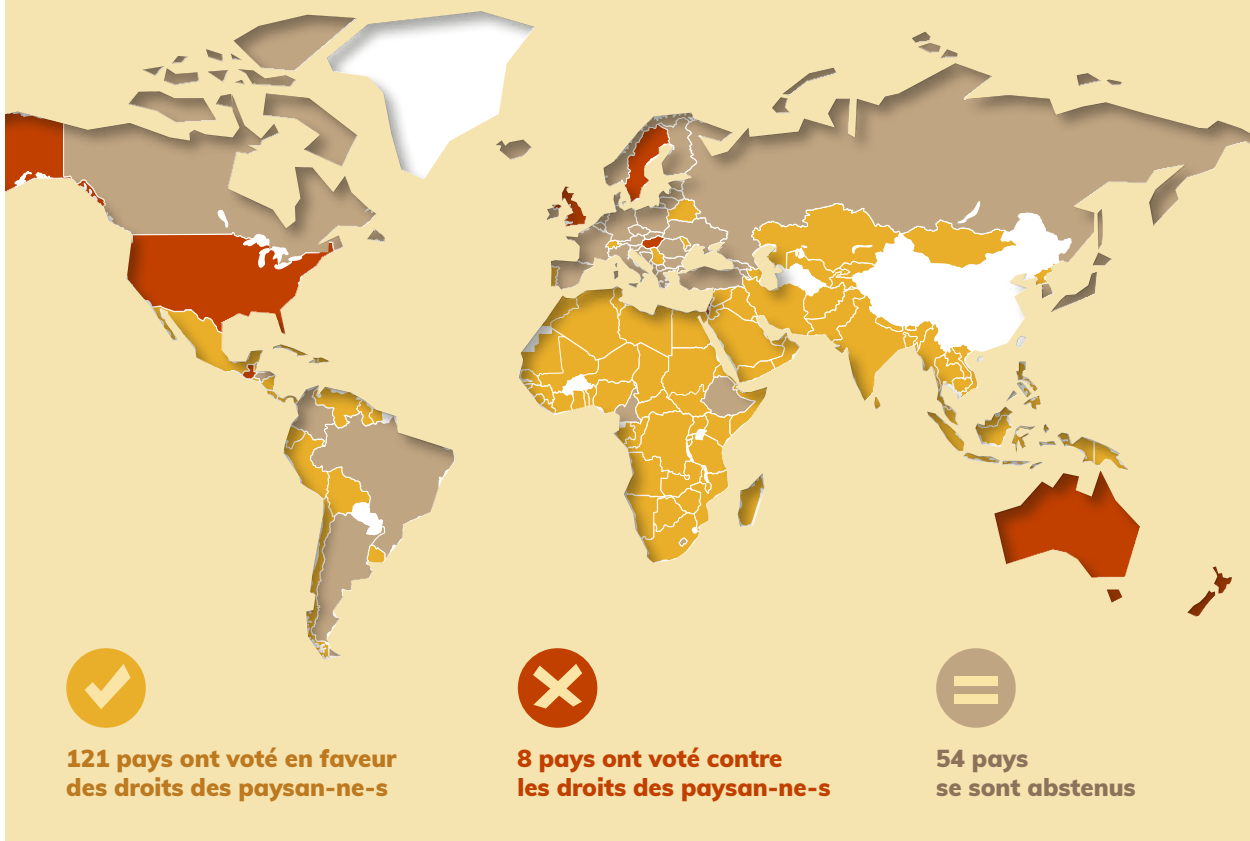 121 pays ont voté en faveur
des droits des paysan-ne-s
8 pays ont voté contre
les droits des paysan-ne-s
54 pays
se sont abstenus